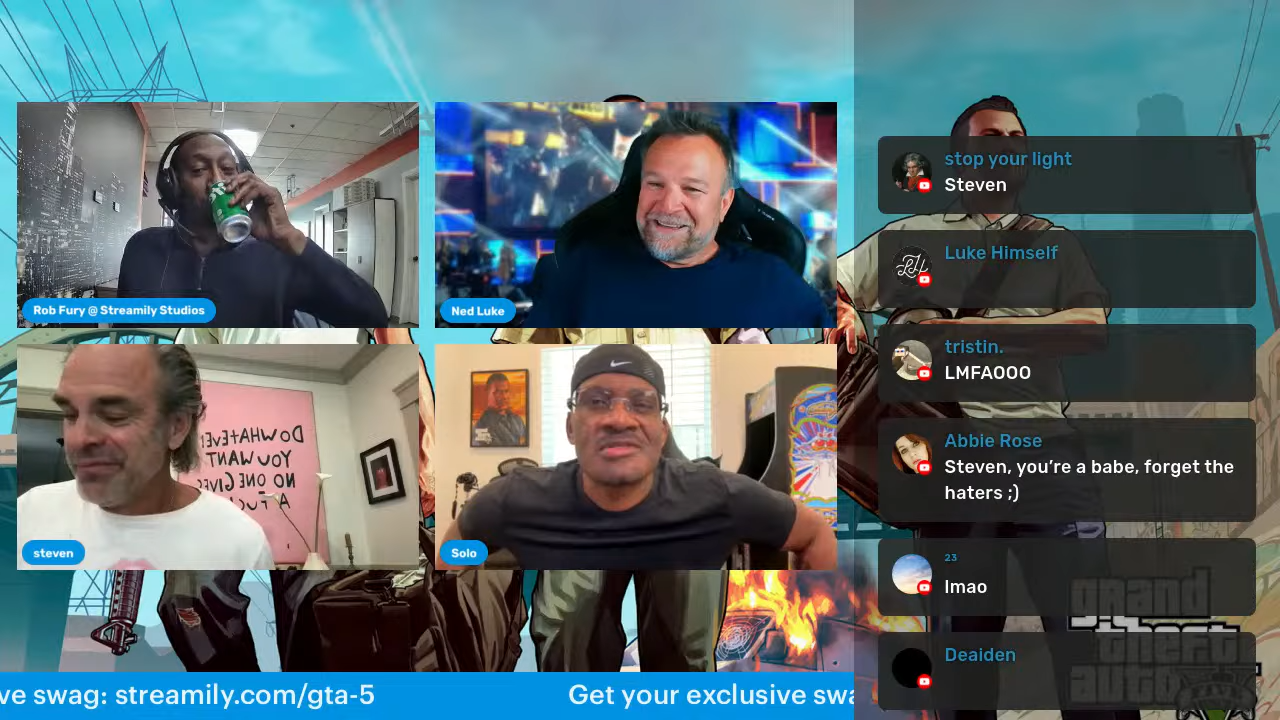 Rob Fury @ Streamily Studios
Ned Luke
DO WHATEVER
YOU WANT
NO ONE GIVES
A
steven
Solo
stop your light
Steven
Luke Himself
tristin.
LMFAOOO
Abbie Rose
Steven, you're a babe, forget the
haters ;)
23
lmao
Deaiden
grand
theft
auto
ve swag: streamily.com/gta-5
Get your exclusive swa